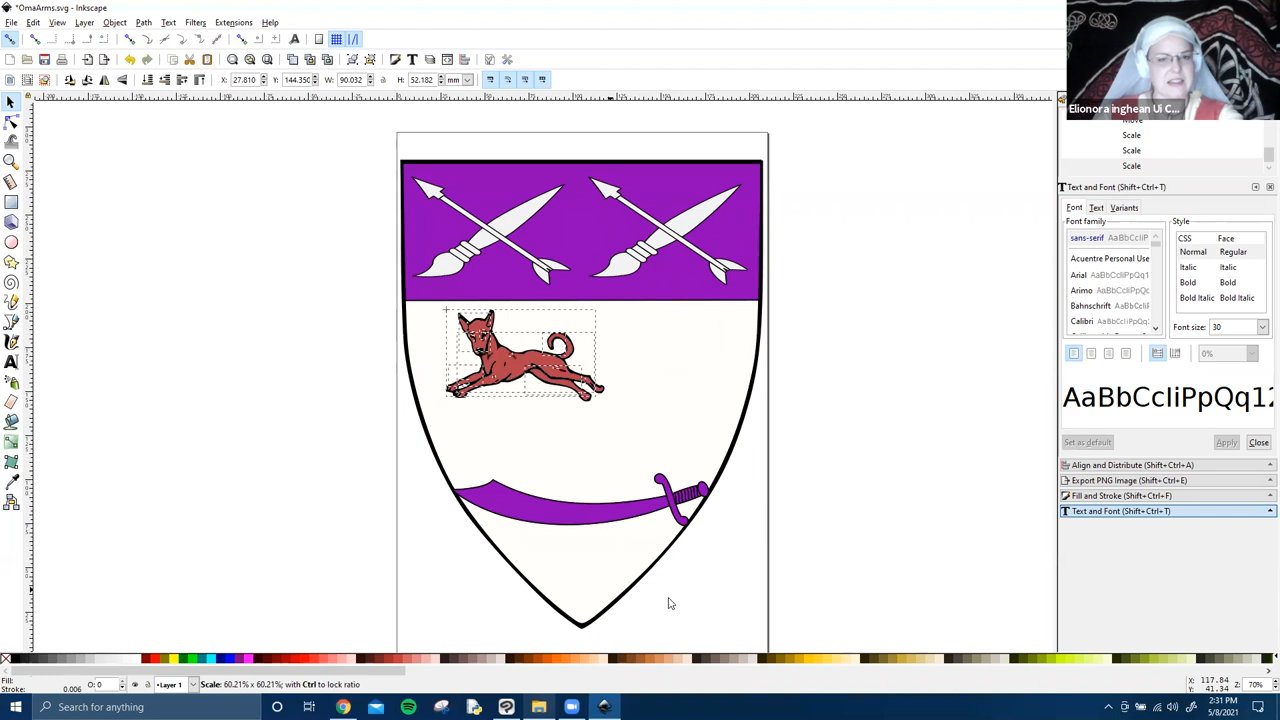 *OmaArms.svg - Inkscape
File Edit View Layer Object Path Text Filters Extensions Help
X: 27.810 Y: 144.350 W: 90.032 H: 52.182 mm
Elionora inghean Ui C...
Move
Scale
Scale
Scale
Text and Font (Shift+Ctrl+T)
Font Text Variants
Font family Style
sans-serif AaBbCcIiP CSS Face
Normal Regular
Acuentre Personal Use
Italic Italic
Arial AaBbCcIiPpQq1
Bold Bold
Arimo AaBbCcIiPpQq
Bold Italic Bold Italic
Bahnschrift AaBbCcI
Calibri AaBbCcIiPpQq1
Font size: 30
0%
AaBbCcIiPpQq12
Set as default Apply Close
Align and Distribute (Shift+Ctrl+A)
Export PNG Image (Shift+Ctrl+E)
Fill and Stroke (Shift+Ctrl+F)
Text and Font (Shift+Ctrl+T)
Fill:
Stroke: 0.006
O: 0
Layer 1
Scale: 60.21% x 60.21%; with Ctrl to lock ratio
X: 117.84
Y: 41.34
Z: 70%
Search for anything
2:31 PM
5/8/2021